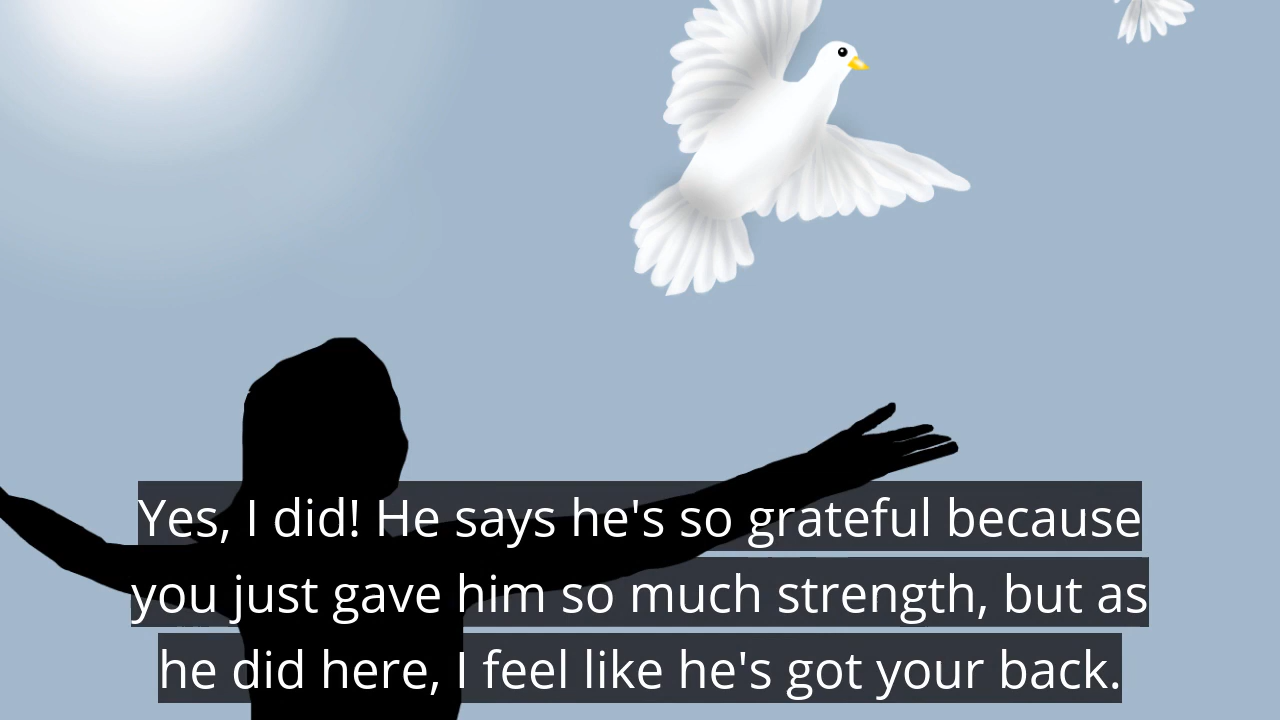 Yes, I did! He says he's so grateful because
you just gave him so much strength, but as
he did here, I feel like he's got your back.